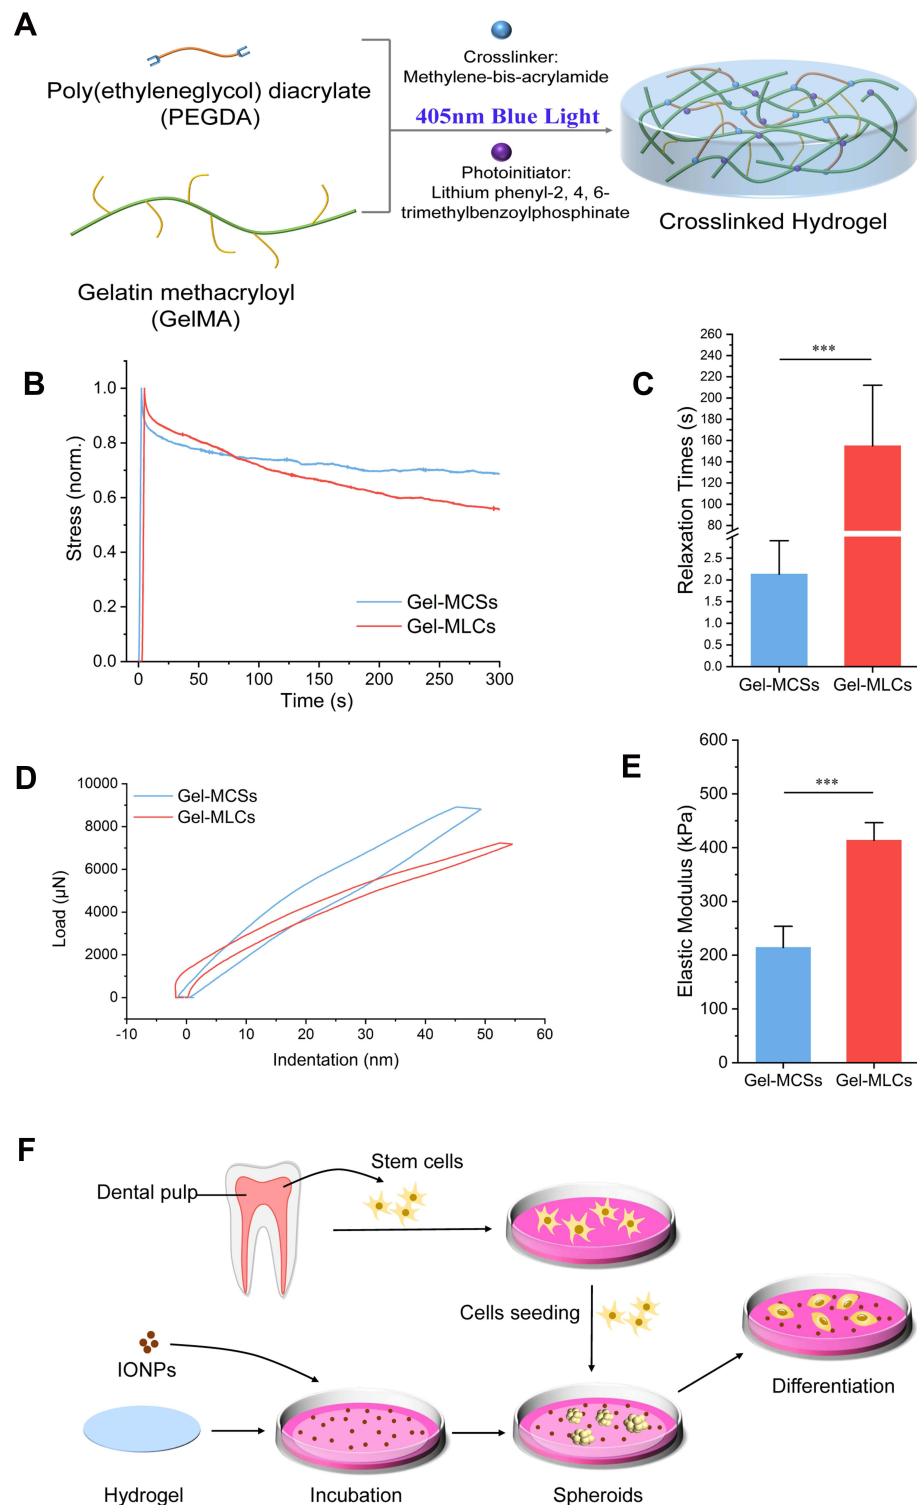 A
Poly(ethyleneglycol) diacrylate
(PEGDA)
Gelatin methacryloyl
(GelMA)
Crosslinker:
Methylene-bis-acrylamide
405nm Blue Light
Photoinitiator:
Lithium phenyl-2, 4, 6-
trimethylbenzoylphosphinate
Crosslinked Hydrogel
B
Stress (norm.)
1.0
0.8
0.6
0.4
0.2
0.0
Gel-MCSs
Gel-MLCs
0 50 100 150 200 250 300
Time (s)
C
Relaxation Times (s)
260
240
220
200
180
160
140
120
100
80
2.5
2.0
1.5
1.0
0.5
0.0
***
Gel-MCSs Gel-MLCs
D
Load (μN)
10000
8000
6000
4000
2000
0
Gel-MCSs
Gel-MLCs
-10 0 10 20 30 40 50 60
Indentation (nm)
E
Elastic Modulus (kPa)
600
500
400
300
200
100
0
***
Gel-MCSs Gel-MLCs
F
Dental pulp
Stem cells
Cells seeding
IONPs
Differentiation
Hydrogel
Incubation
Spheroids